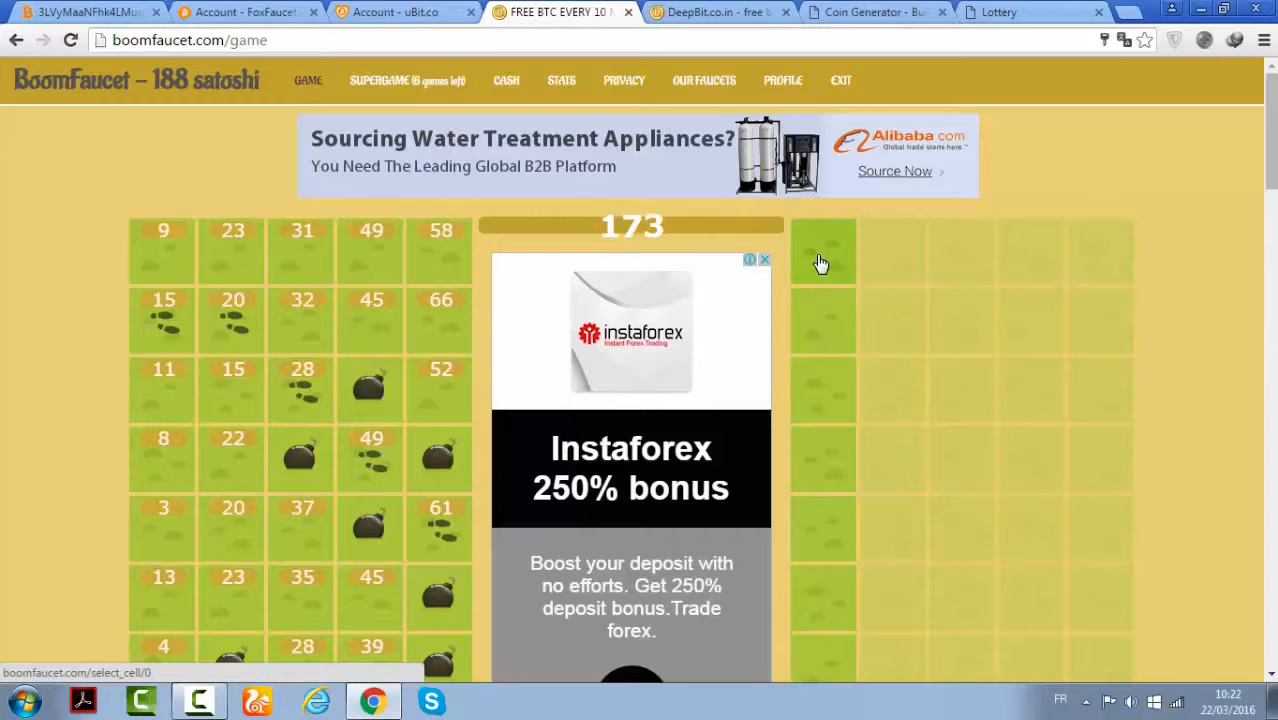 3LVyMaaNFhk4LMuq
Account - FoxFaucet
Account - uBit.co
FREE BTC EVERY 10 M
DeepBit.co.in - free b
Coin Generator - Bu
Lottery
boomfaucet.com/game
BoomFaucet – 188 satoshi
GAME SUPERGAME (6 games left) CASH STATS PRIVACY OUR FAUCETS PROFILE EXIT
Sourcing Water Treatment Appliances?
You Need The Leading Global B2B Platform
Alibaba.com
Global trade starts here.™
Source Now >
173
9 23 31 49 58
15 20 32 45 66
11 15 28 52
8 22 49
3 20 37 61
13 23 35 45
4 28 39
instaforex
Instant Forex Trading
Instaforex
250% bonus
Boost your deposit with
no efforts. Get 250%
deposit bonus.Trade
forex.
boomfaucet.com/select_cell/0
FR
10:22
22/03/2016